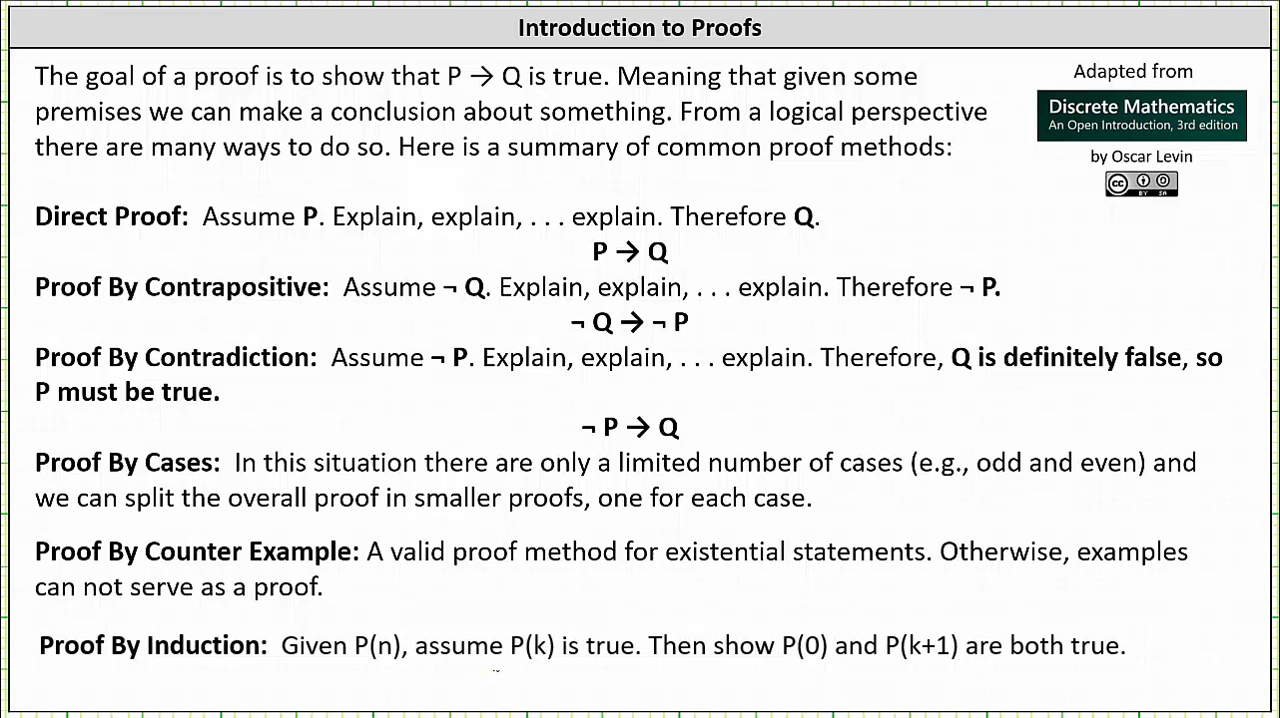 Introduction to Proofs
The goal of a proof is to show that P → Q is true. Meaning that given some
premises we can make a conclusion about something. From a logical perspective
there are many ways to do so. Here is a summary of common proof methods:
Adapted from
Discrete Mathematics
An Open Introduction, 3rd edition
by Oscar Levin
cc
BY SA
Direct Proof: Assume P. Explain, explain, . . . explain. Therefore Q.
P → Q
Proof By Contrapositive: Assume ¬ Q. Explain, explain, . . . explain. Therefore ¬ P.
¬ Q → ¬ P
Proof By Contradiction: Assume ¬ P. Explain, explain, . . . explain. Therefore, Q is definitely false, so
P must be true.
¬ P → Q
Proof By Cases: In this situation there are only a limited number of cases (e.g., odd and even) and
we can split the overall proof in smaller proofs, one for each case.
Proof By Counter Example: A valid proof method for existential statements. Otherwise, examples
can not serve as a proof.
Proof By Induction: Given P(n), assume P(k) is true. Then show P(0) and P(k+1) are both true.